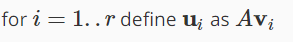 for i = 1..r define u_i as Av_i